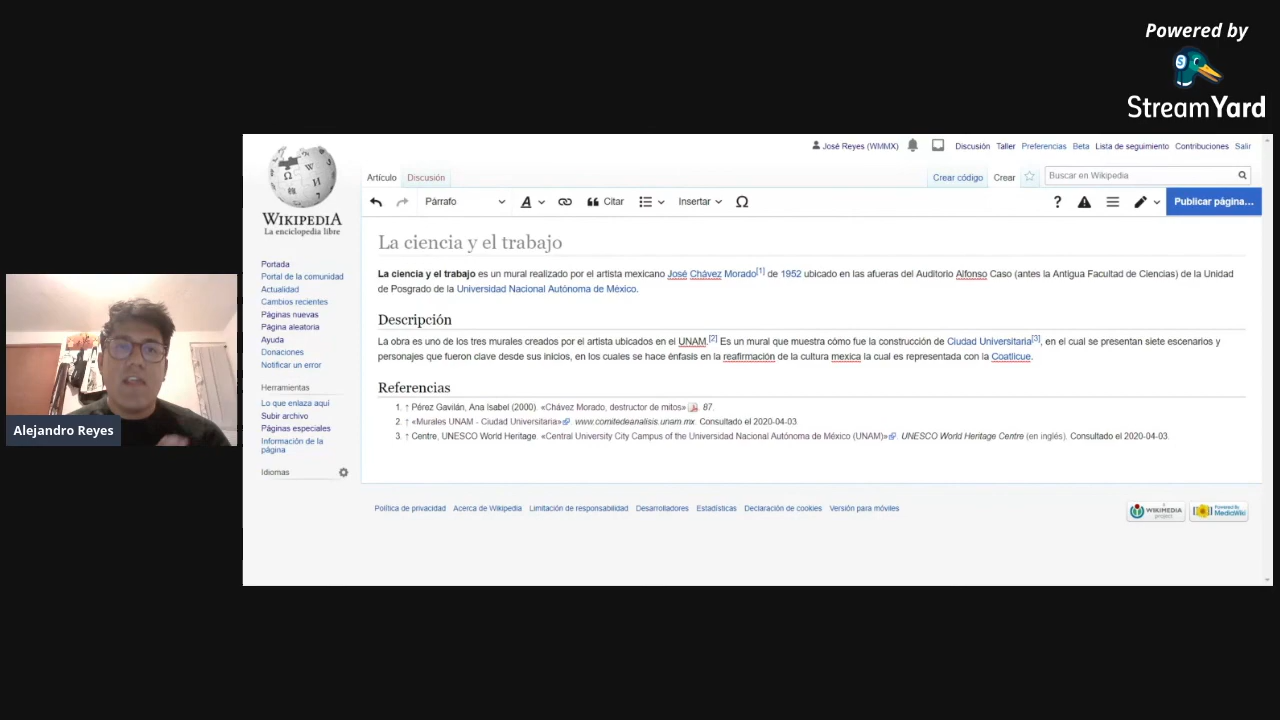 Powered by
StreamYard
José Reyes (WMMX) Discusión Taller Preferencias Beta Lista de seguimiento Contribuciones Salir
Artículo Discusión Crear código Crear Buscar en Wikipedia
WIKIPEDIA
La enciclopedia libre
Párrafo A Citar Insertar Ω ? Publicar página...
La ciencia y el trabajo
La ciencia y el trabajo es un mural realizado por el artista mexicano José Chávez Morado[1] de 1952 ubicado en las afueras del Auditorio Alfonso Caso (antes la Antigua Facultad de Ciencias) de la Unidad
de Posgrado de la Universidad Nacional Autónoma de México.
Descripción
La obra es uno de los tres murales creados por el artista ubicados en el UNAM.[2] Es un mural que muestra cómo fue la construcción de Ciudad Universitaria[3], en el cual se presentan siete escenarios y
personajes que fueron clave desde sus inicios, en los cuales se hace énfasis en la reafirmación de la cultura mexica la cual es representada con la Coatlicue.
Referencias
1. ↑ Pérez Gavilán, Ana Isabel (2000). «Chávez Morado, destructor de mitos» 87.
2. ↑ «Murales UNAM - Ciudad Universitaria» www.comitedeanalisis.unam.mx. Consultado el 2020-04-03
3. ↑ Centre, UNESCO World Heritage. «Central University City Campus of the Universidad Nacional Autónoma de México (UNAM)» UNESCO World Heritage Centre (en inglés). Consultado el 2020-04-03.
Portada
Portal de la comunidad
Actualidad
Cambios recientes
Páginas nuevas
Página aleatoria
Ayuda
Donaciones
Notificar un error
Herramientas
Lo que enlaza aquí
Subir archivo
Páginas especiales
Información de la
página
Idiomas
Alejandro Reyes
Política de privacidad Acerca de Wikipedia Limitación de responsabilidad Desarrolladores Estadísticas Declaración de cookies Versión para móviles
A
WIKIMEDIA
project
Powered by
MediaWiki